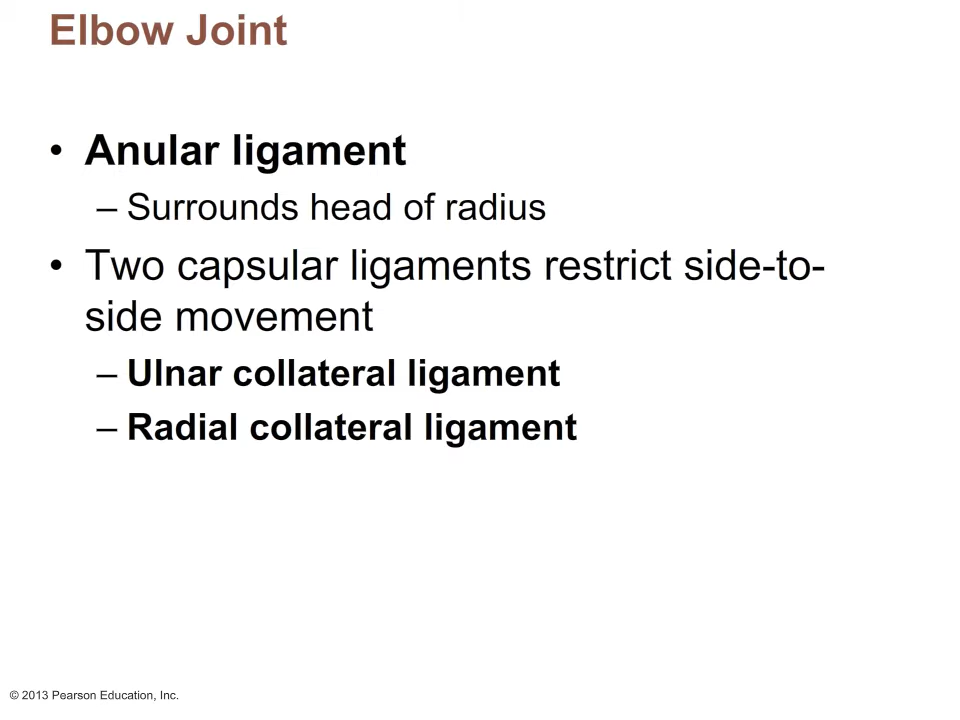 Elbow Joint
• Anular ligament
– Surrounds head of radius
• Two capsular ligaments restrict side-to-
side movement
– Ulnar collateral ligament
– Radial collateral ligament
© 2013 Pearson Education, Inc.